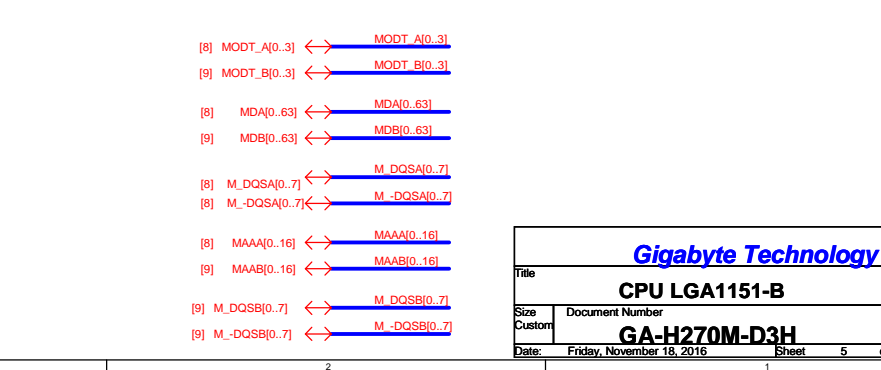 [8] MODT_A[0..3] MODT_A[0..3]
[9] MODT_B[0..3] MODT_B[0..3]
[8] MDA[0..63] MDA[0..63]
[9] MDB[0..63] MDB[0..63]
[8] M_DQSA[0..7] M_DQSA[0..7]
[8] M_-DQSA[0..7] M_-DQSA[0..7]
[8] MAAA[0..16] MAAA[0..16]
[9] MAAB[0..16] MAAB[0..16]
[9] M_DQSB[0..7] M_DQSB[0..7]
[9] M_-DQSB[0..7] M_-DQSB[0..7]
Gigabyte Technology
Title
CPU LGA1151-B
Size Document Number
Custom GA-H270M-D3H
Date: Friday, November 18, 2016 Sheet 5
2 1